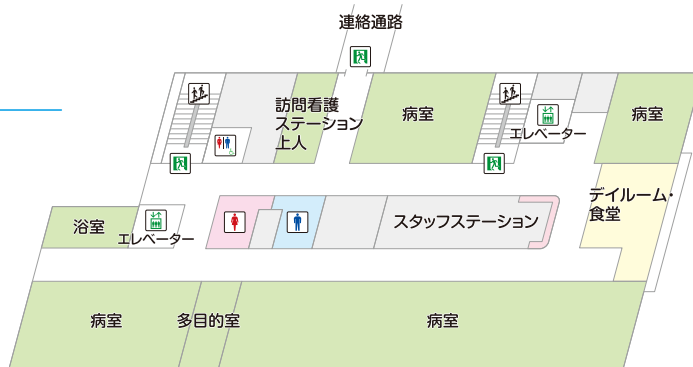 連絡通路
訪問看護
ステーション
上人
病室
エレベーター
病室
デイルーム・
食堂
浴室
エレベーター
スタッフステーション
病室
多目的室
病室